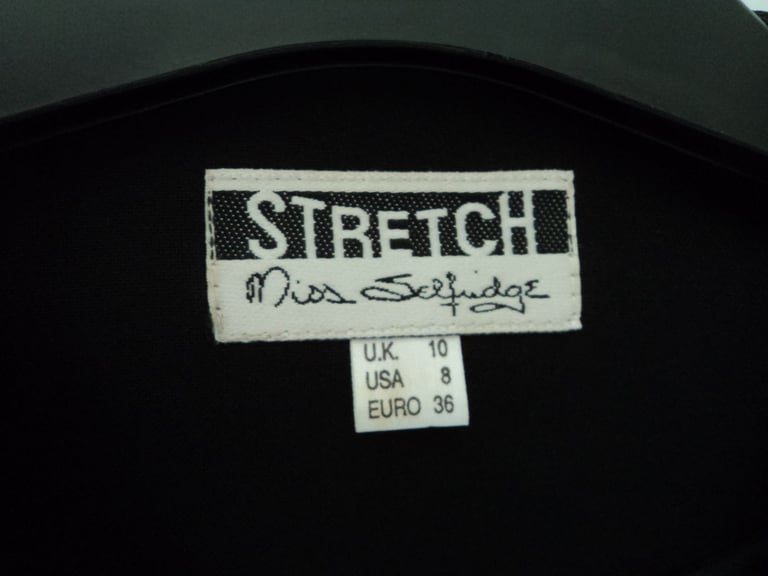 STRETCH
Miss Selfridge
U.K. 10
USA 8
EURO 36